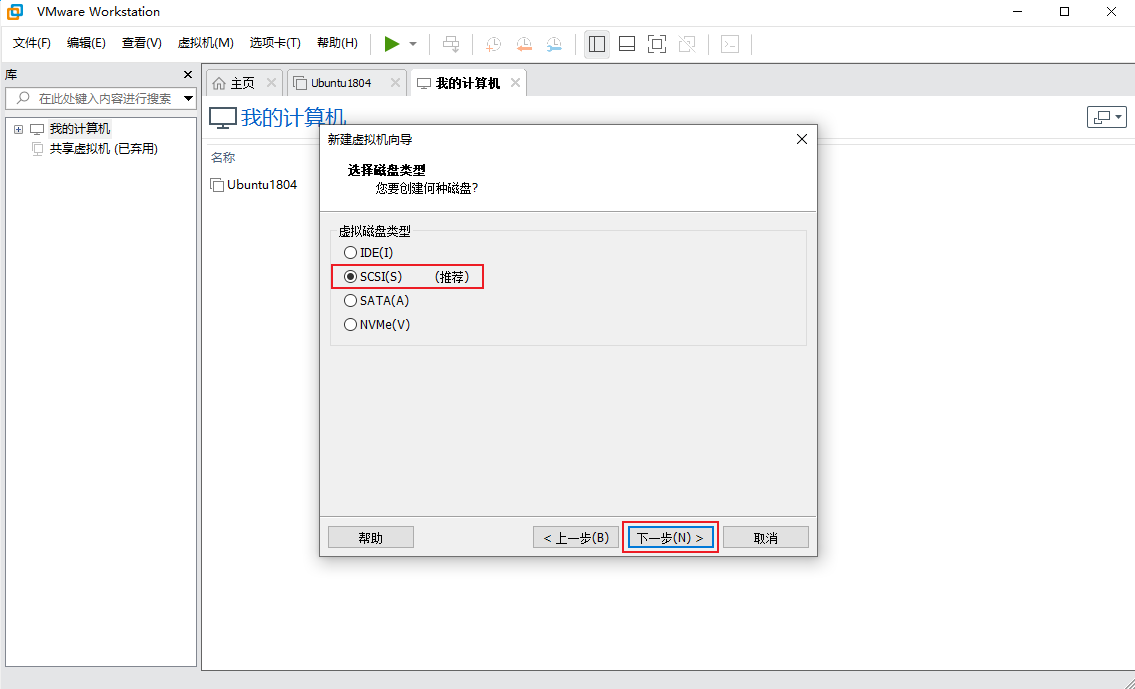 VMware Workstation
文件(F) 编辑(E) 查看(V) 虚拟机(M) 选项卡(T) 帮助(H)
库
在此处键入内容进行搜索
我的计算机
共享虚拟机 (已弃用)
主页 Ubuntu1804 我的计算机
我的计算机
名称
Ubuntu1804
新建虚拟机向导
选择磁盘类型
您要创建何种磁盘?
虚拟磁盘类型
IDE(I)
SCSI(S) (推荐)
SATA(A)
NVMe(V)
帮助 < 上一步(B) 下一步(N) > 取消